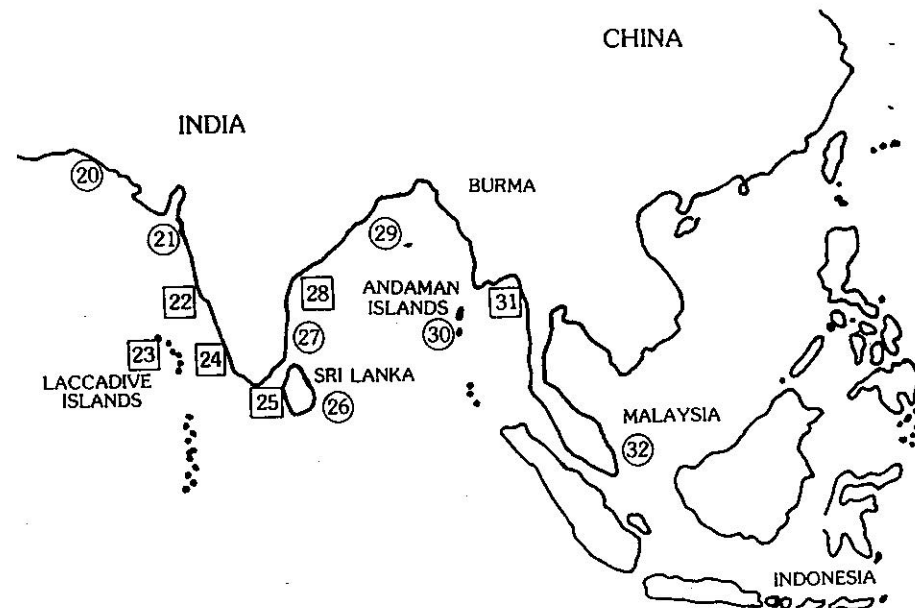 CHINA
INDIA
20
BURMA
21
29
22
28
ANDAMAN
ISLANDS
31
30
27
23
24
LACCADIVE
ISLANDS
SRI LANKA
25
26
MALAYSIA
32
INDONESIA